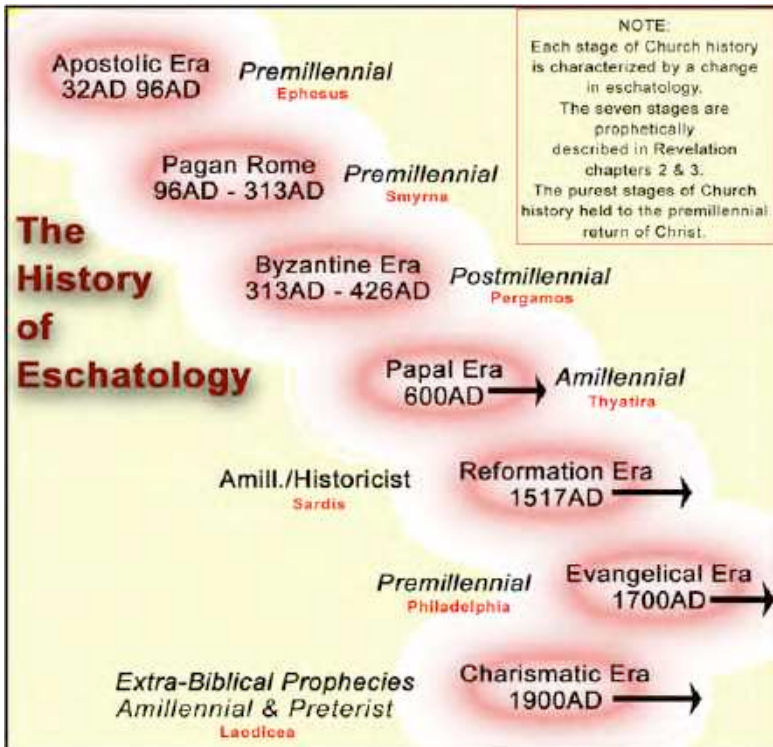 NOTE:
Each stage of Church history
is characterized by a change
in eschatology.
The seven stages are
prophetically
described in Revelation
chapters 2 & 3.
The purest stages of Church
history held to the premillennial
return of Christ.
Apostolic Era
32AD 96AD
Premillennial
Ephesus
Pagan Rome
96AD - 313AD
Premillennial
Smyrna
The
History
of
Eschatology
Byzantine Era
313AD - 426AD
Postmillennial
Pergamos
Papal Era
600AD
Amillennial
Thyatira
Amill./Historicist
Sardis
Reformation Era
1517AD
Premillennial
Philadelphia
Evangelical Era
1700AD
Extra-Biblical Prophecies
Amillennial & Preterist
Laodicea
Charismatic Era
1900AD